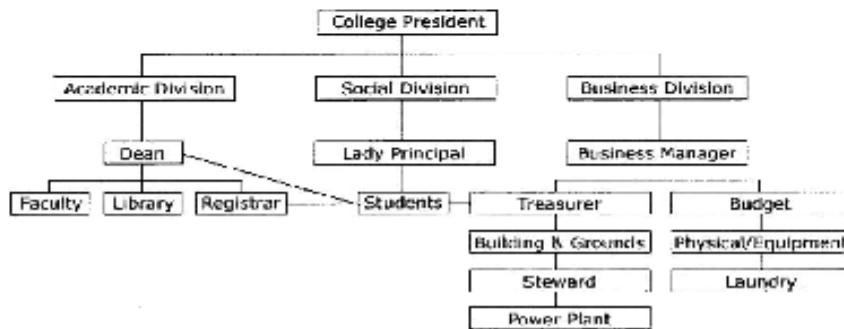 College President
Academic Division Social Division Business Division
Dean Lady Principal Business Manager
Faculty Library Registrar Students Treasurer Budget
Building & Grounds Physical/Equipment
Steward Laundry
Power Plant